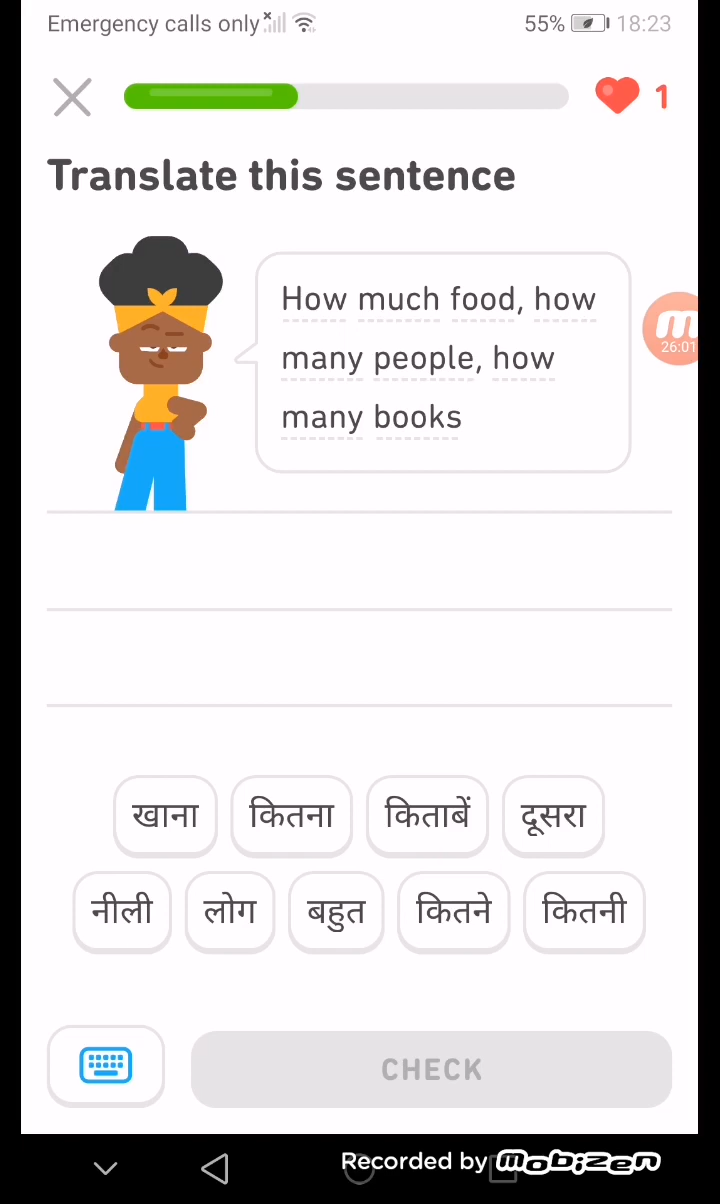 Emergency calls only 55% 18:23
1
Translate this sentence
How much food, how
many people, how
many books
26:01
खाना कितना किताबें दूसरा
नीली लोग बहुत कितने कितनी
CHECK
Recorded by mobizen